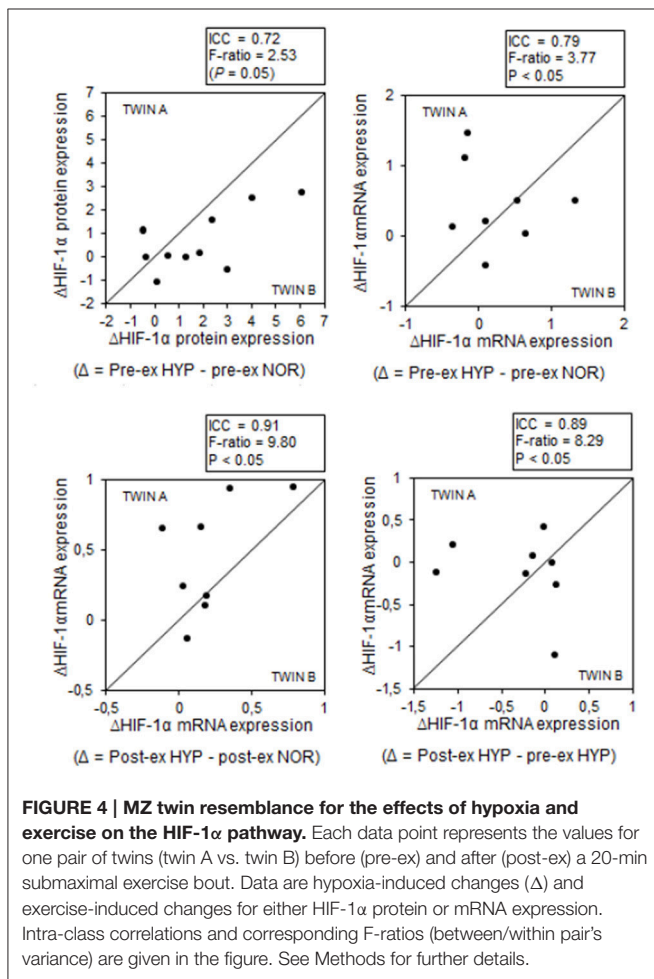 ICC = 0.72
F-ratio = 2.53
(P = 0.05)
7
6
5
4
3
2
1
0
-1
-2
TWIN A
TWIN B
ΔHIF-1α protein expression
-2 -1 0 1 2 3 4 5 6 7
ΔHIF-1α protein expression
(Δ = Pre-ex HYP - pre-ex NOR)
ICC = 0.79
F-ratio = 3.77
P < 0.05
2
1
0
-1
TWIN A
TWIN B
ΔHIF-1αmRNA expression
-1 0 1 2
ΔHIF-1α mRNA expression
(Δ = Pre-ex HYP - pre-ex NOR)
ICC = 0.91
F-ratio = 9.80
P < 0.05
1
0,5
0
-0,5
TWIN A
TWIN B
ΔHIF-1αmRNA expression
-0,5 0 0,5 1
ΔHIF-1α mRNA expression
(Δ = Post-ex HYP - post-ex NOR)
ICC = 0.89
F-ratio = 8.29
P < 0.05
1
0,5
0
-0,5
-1
-1,5
TWIN A
TWIN B
ΔHIF-1αmRNA expression
-1,5 -1 -0,5 0 0,5 1
ΔHIF-1α mRNA expression
(Δ = Post-ex HYP - pre-ex HYP)
FIGURE 4 | MZ twin resemblance for the effects of hypoxia and
exercise on the HIF-1α pathway. Each data point represents the values for
one pair of twins (twin A vs. twin B) before (pre-ex) and after (post-ex) a 20-min
submaximal exercise bout. Data are hypoxia-induced changes (Δ) and
exercise-induced changes for either HIF-1α protein or mRNA expression.
Intra-class correlations and corresponding F-ratios (between/within pair's
variance) are given in the figure. See Methods for further details.